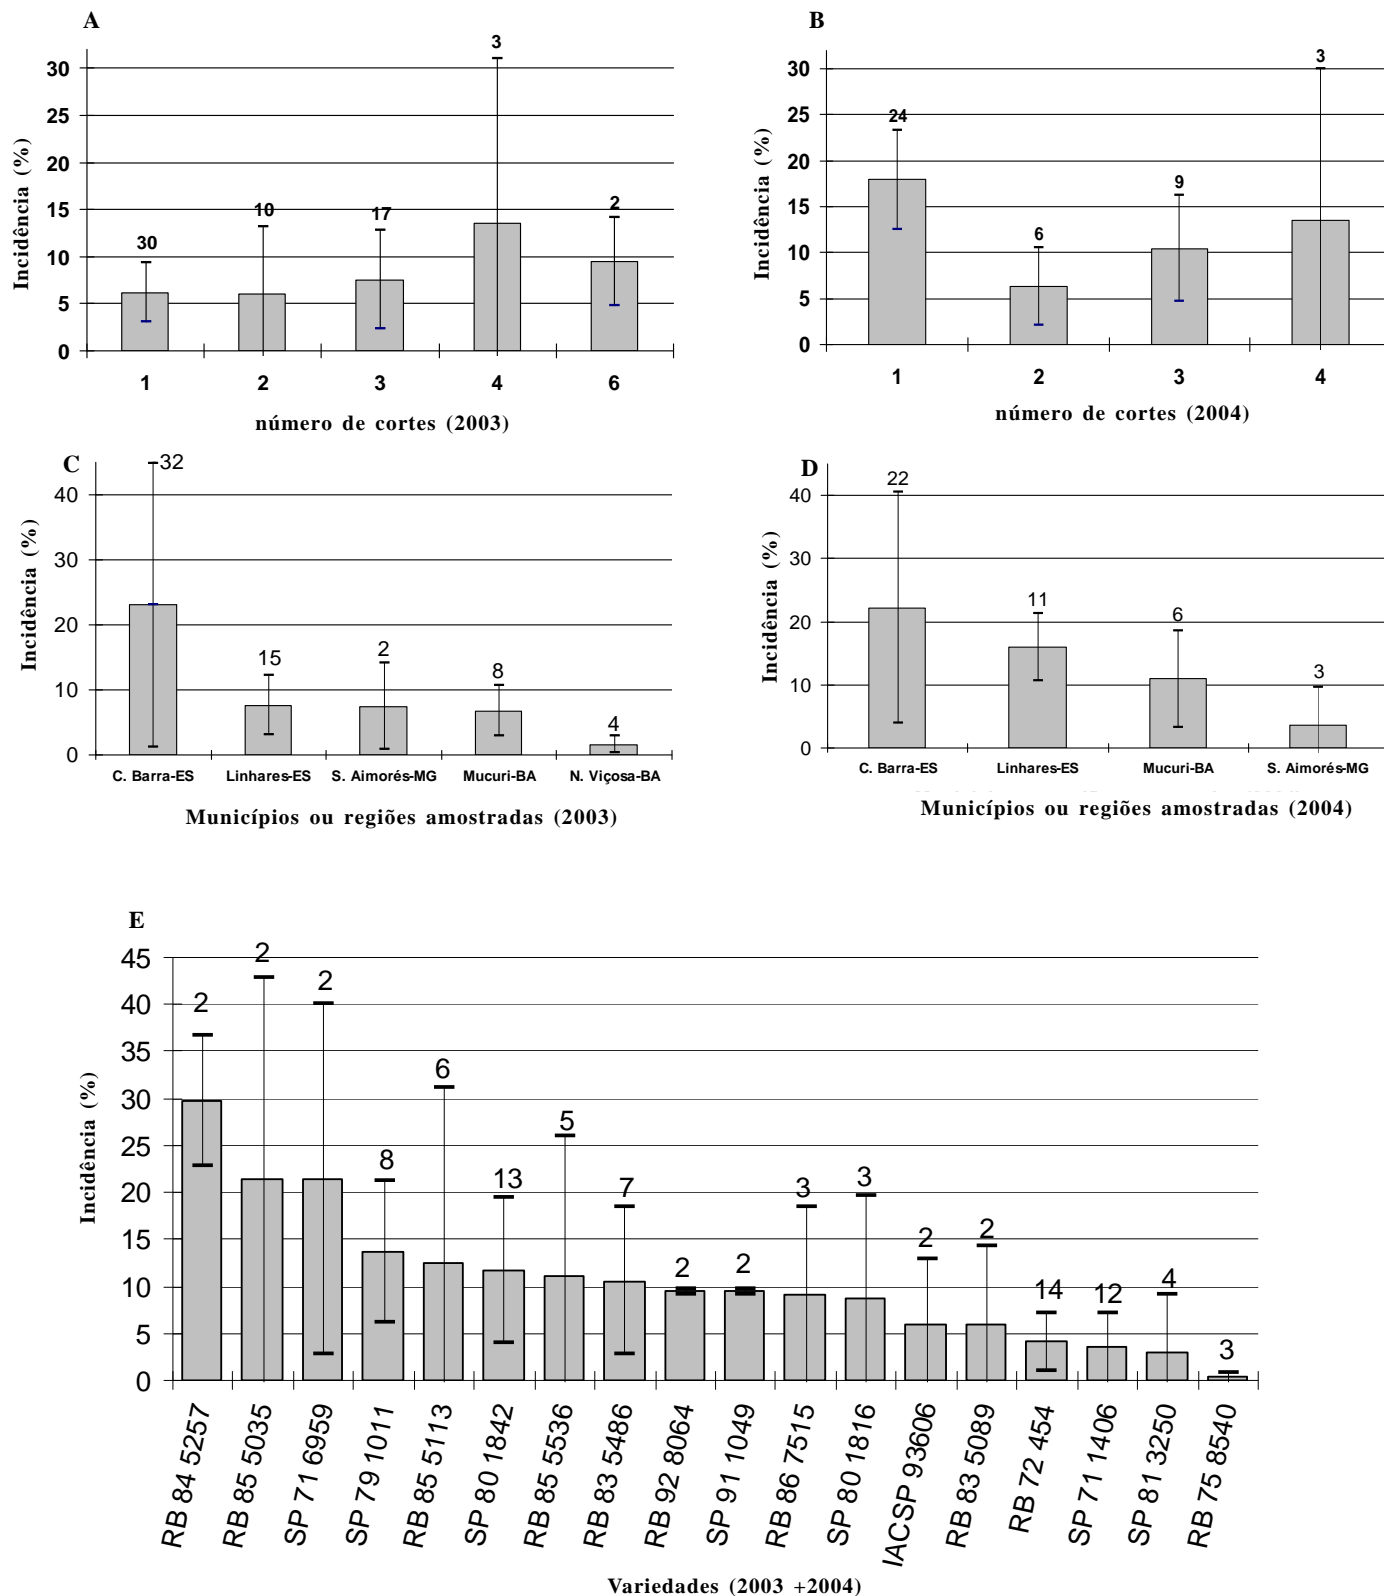 A
Incidência (%)
30
25
20
15
10
5
0
30
10
17
3
2
1 2 3 4 6
número de cortes (2003)
B
Incidência (%)
30
25
20
15
10
5
0
24
6
9
3
1 2 3 4
número de cortes (2004)
C
Incidência (%)
40
30
20
10
0
32
15
2
8
4
C. Barra-ES Linhares-ES S. Aimorés-MG Mucuri-BA N. Viçosa-BA
Municípios ou regiões amostradas (2003)
D
Incidência (%)
40
30
20
10
0
22
11
6
3
C. Barra-ES Linhares-ES Mucuri-BA S. Aimorés-MG
Municípios ou regiões amostradas (2004)
E
Incidência (%)
45
40
35
30
25
20
15
10
5
0
2
2
2
8
6
13
5
7
2
2
3
3
2
2
14
12
4
3
RB 84 5257
RB 85 5035
SP 71 6959
SP 79 1011
RB 85 5113
SP 80 1842
RB 85 5536
RB 83 5486
RB 92 8064
SP 91 1049
RB 86 7515
SP 80 1816
IACSP 93606
RB 83 5089
RB 72 454
SP 71 1406
SP 81 3250
RB 75 8540
Variedades (2003 +2004)